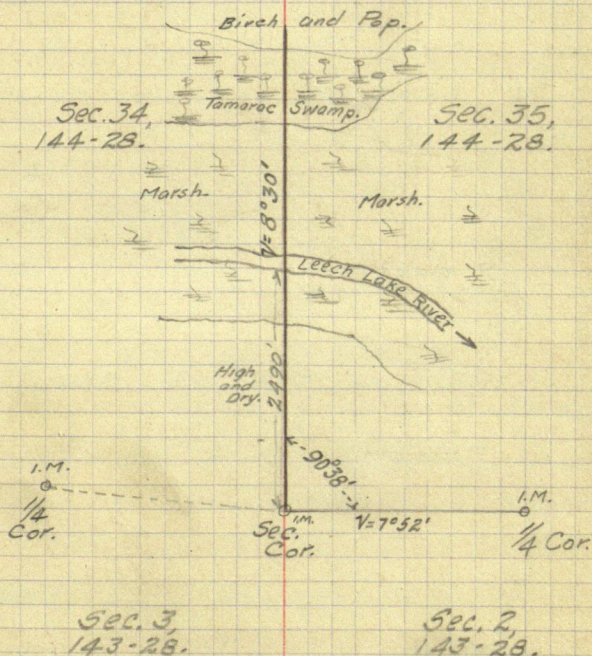 Birch and Pop.
Tamarac Swamp.
Sec. 34,
144-28.
Sec. 35,
144-28.
Marsh.
Marsh.
V=8°30'
Leech Lake River
High
and
Dry.
2490'
90°38'
I.M.
1/4
Cor.
I.M.
Sec.
Cor.
V=7°52'
I.M.
1/4 Cor.
Sec. 3,
143-28.
Sec. 2,
143-28.